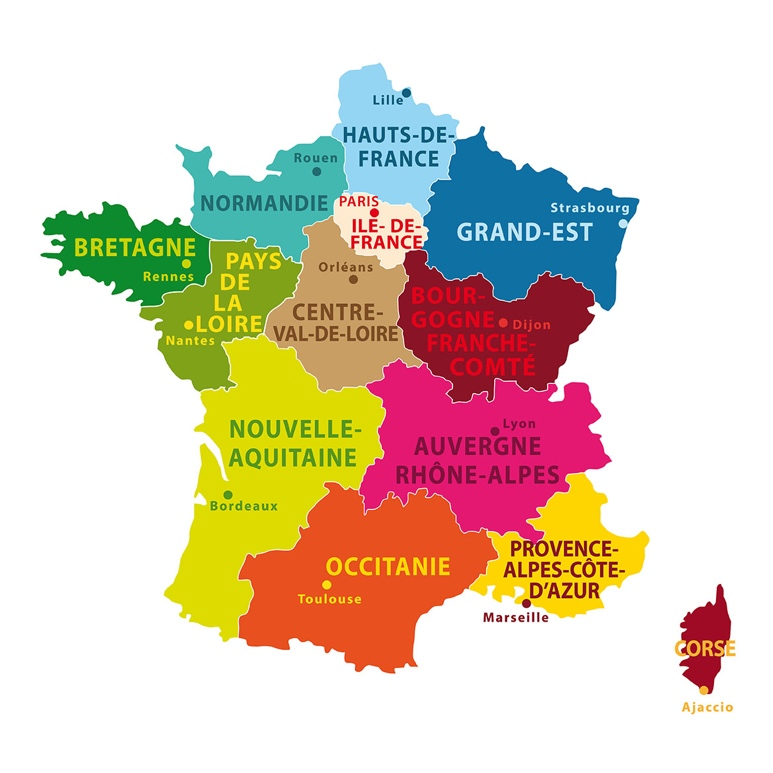 Lille
HAUTS-DE-
FRANCE
Rouen
NORMANDIE
PARIS
ILE- DE-
FRANCE
Strasbourg
GRAND-EST
BRETAGNE
Rennes
PAYS
DE
LA
LOIRE
Nantes
Orléans
CENTRE-
VAL-DE-LOIRE
BOUR-
GOGNE
FRANCHE-
COMTÉ
Dijon
NOUVELLE-
AQUITAINE
Bordeaux
Lyon
AUVERGNE
RHÔNE-ALPES
OCCITANIE
Toulouse
PROVENCE-
ALPES-CÔTE-
D'AZUR
Marseille
CORSE
Ajaccio